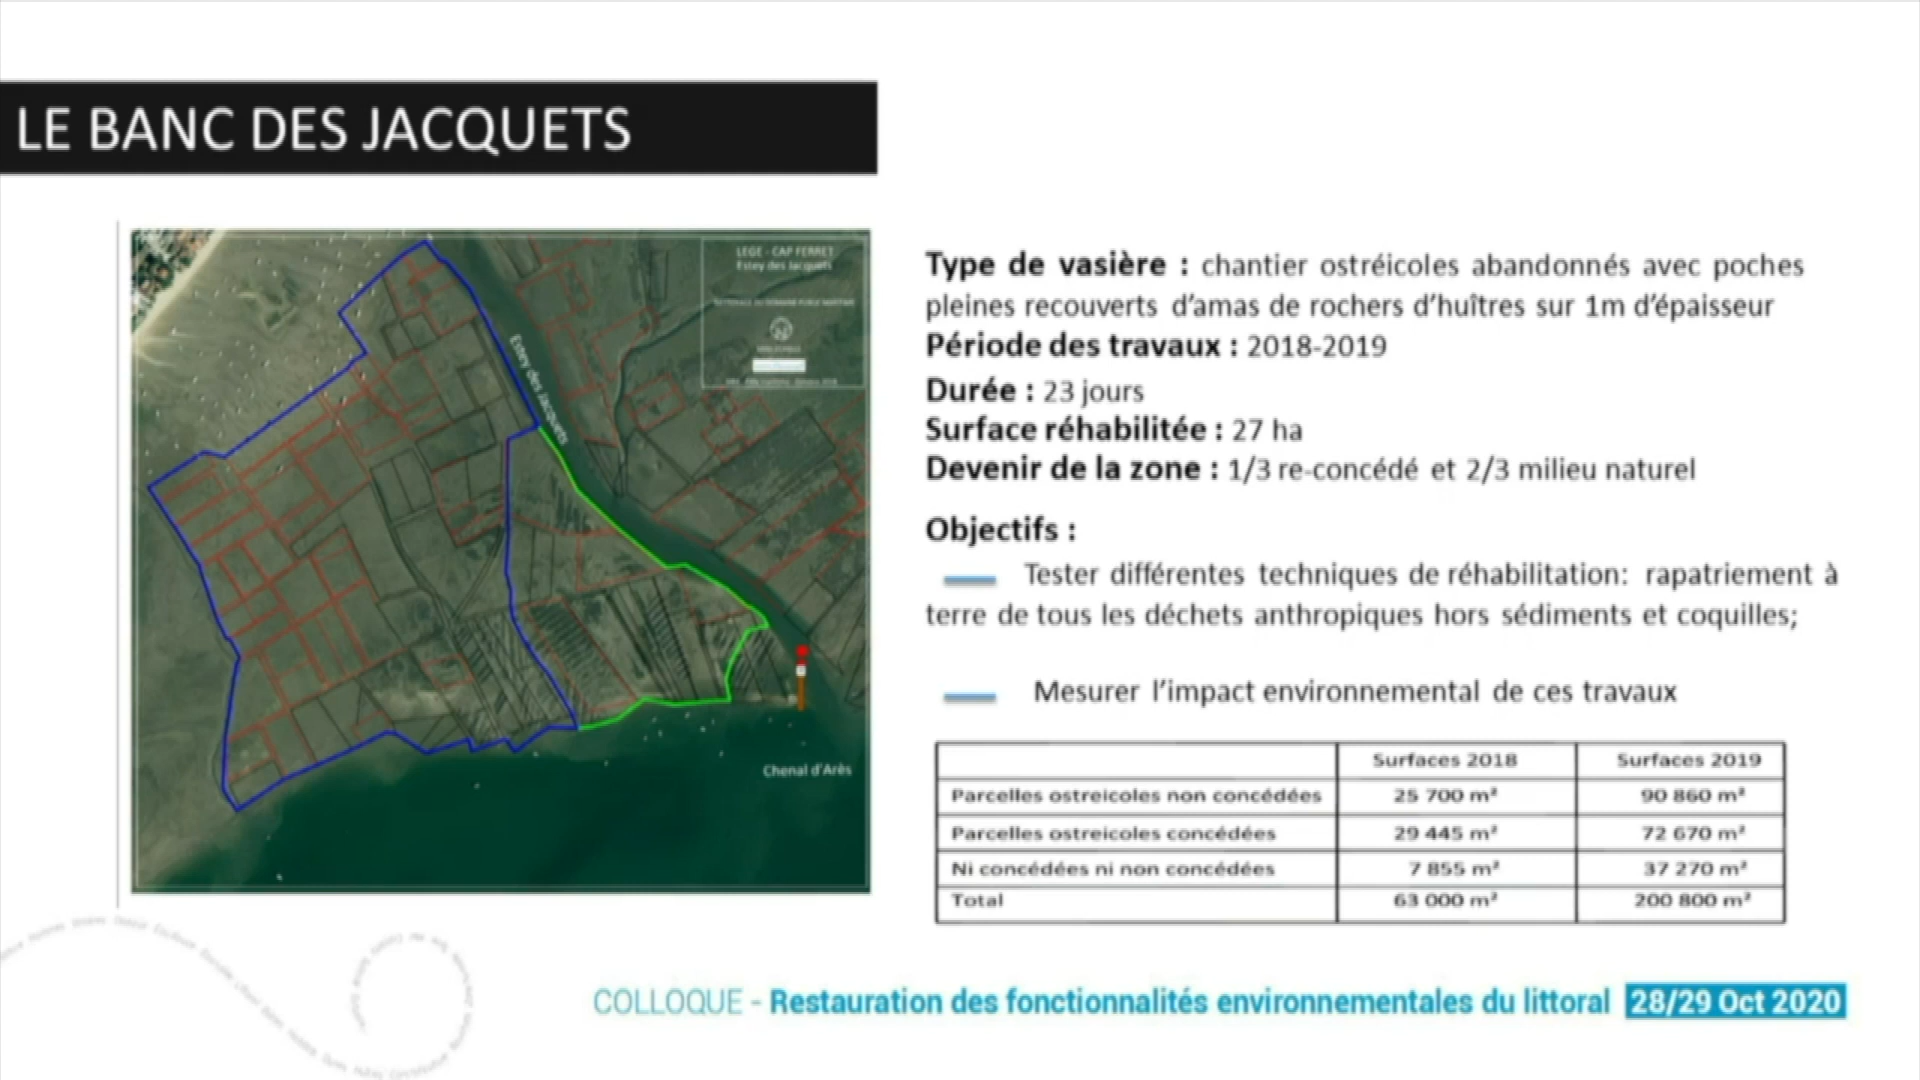 LE BANC DES JACQUETS
LEGE - CAP FERRET
Estey des Jacquets
Estey des Jacquets
Chenal d'Arès
Type de vasière : chantier ostréicoles abandonnés avec poches
pleines recouverts d'amas de rochers d'huîtres sur 1m d'épaisseur
Période des travaux : 2018-2019
Durée : 23 jours
Surface réhabilitée : 27 ha
Devenir de la zone : 1/3 re-concédé et 2/3 milieu naturel
Objectifs :
Tester différentes techniques de réhabilitation: rapatriement à
terre de tous les déchets anthropiques hors sédiments et coquilles;
Mesurer l'impact environnemental de ces travaux
Surfaces 2018 Surfaces 2019
Parcelles ostreicoles non concédées 25 700 m² 90 860 m²
Parcelles ostreicoles concédées 29 445 m² 72 670 m²
Ni concédées ni non concédées 7 855 m² 37 270 m²
Total 63 000 m² 200 800 m²
COLLOQUE - Restauration des fonctionnalités environnementales du littoral 28/29 Oct 2020